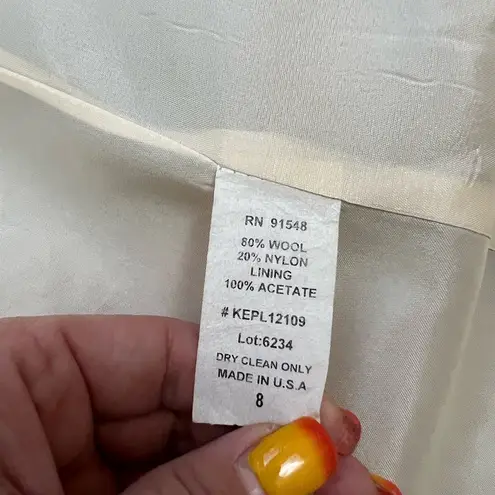 RN 91548
80% WOOL
20% NYLON
LINING
100% ACETATE
# KEPL12109
Lot:6234
DRY CLEAN ONLY
MADE IN U.S.A
8